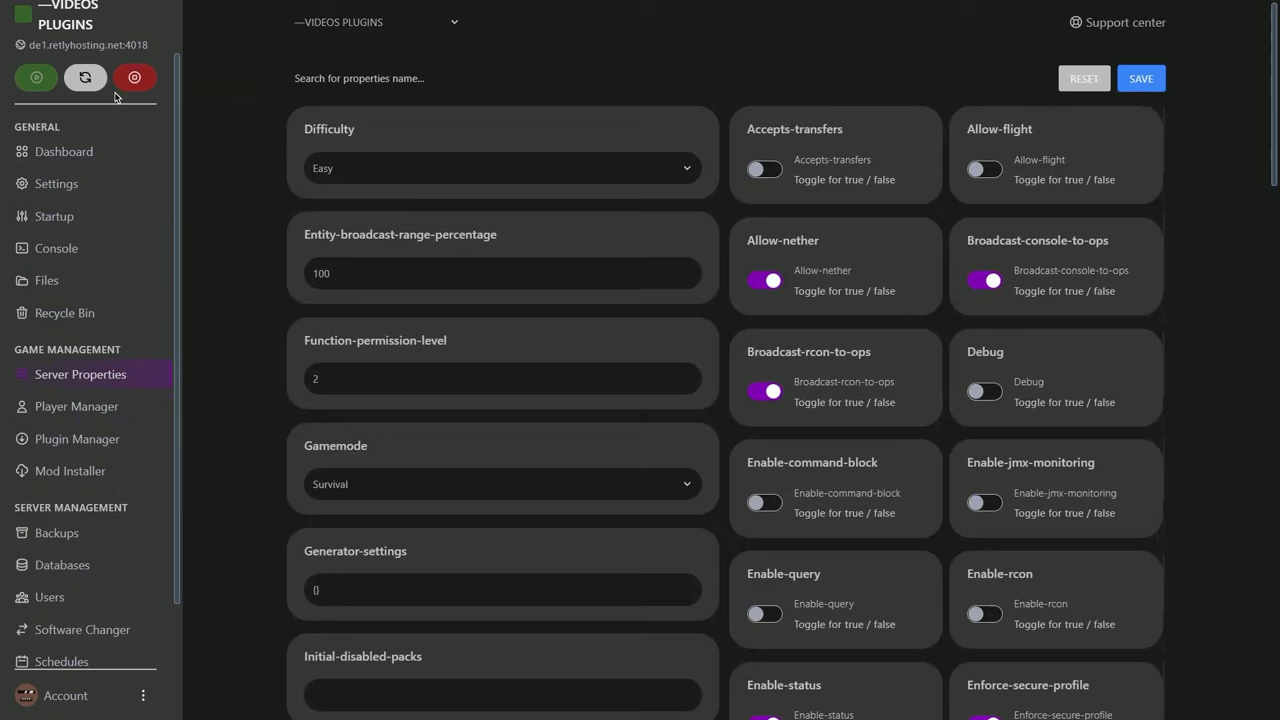 —VIDEOS
PLUGINS
de1.retlyhosting.net:4018
GENERAL
Dashboard
Settings
Startup
Console
Files
Recycle Bin
GAME MANAGEMENT
Server Properties
Player Manager
Plugin Manager
Mod Installer
SERVER MANAGEMENT
Backups
Databases
Users
Software Changer
Schedules
Account
—VIDEOS PLUGINS
Support center
Search for properties name...
RESET
SAVE
Difficulty
Easy
Entity-broadcast-range-percentage
100
Function-permission-level
2
Gamemode
Survival
Generator-settings
{}
Initial-disabled-packs
Accepts-transfers
Accepts-transfers
Toggle for true / false
Allow-flight
Allow-flight
Toggle for true / false
Allow-nether
Allow-nether
Toggle for true / false
Broadcast-console-to-ops
Broadcast-console-to-ops
Toggle for true / false
Broadcast-rcon-to-ops
Broadcast-rcon-to-ops
Toggle for true / false
Debug
Debug
Toggle for true / false
Enable-command-block
Enable-command-block
Toggle for true / false
Enable-jmx-monitoring
Enable-jmx-monitoring
Toggle for true / false
Enable-query
Enable-query
Toggle for true / false
Enable-rcon
Enable-rcon
Toggle for true / false
Enable-status
Enable-status
Enforce-secure-profile
Enforce-secure-profile